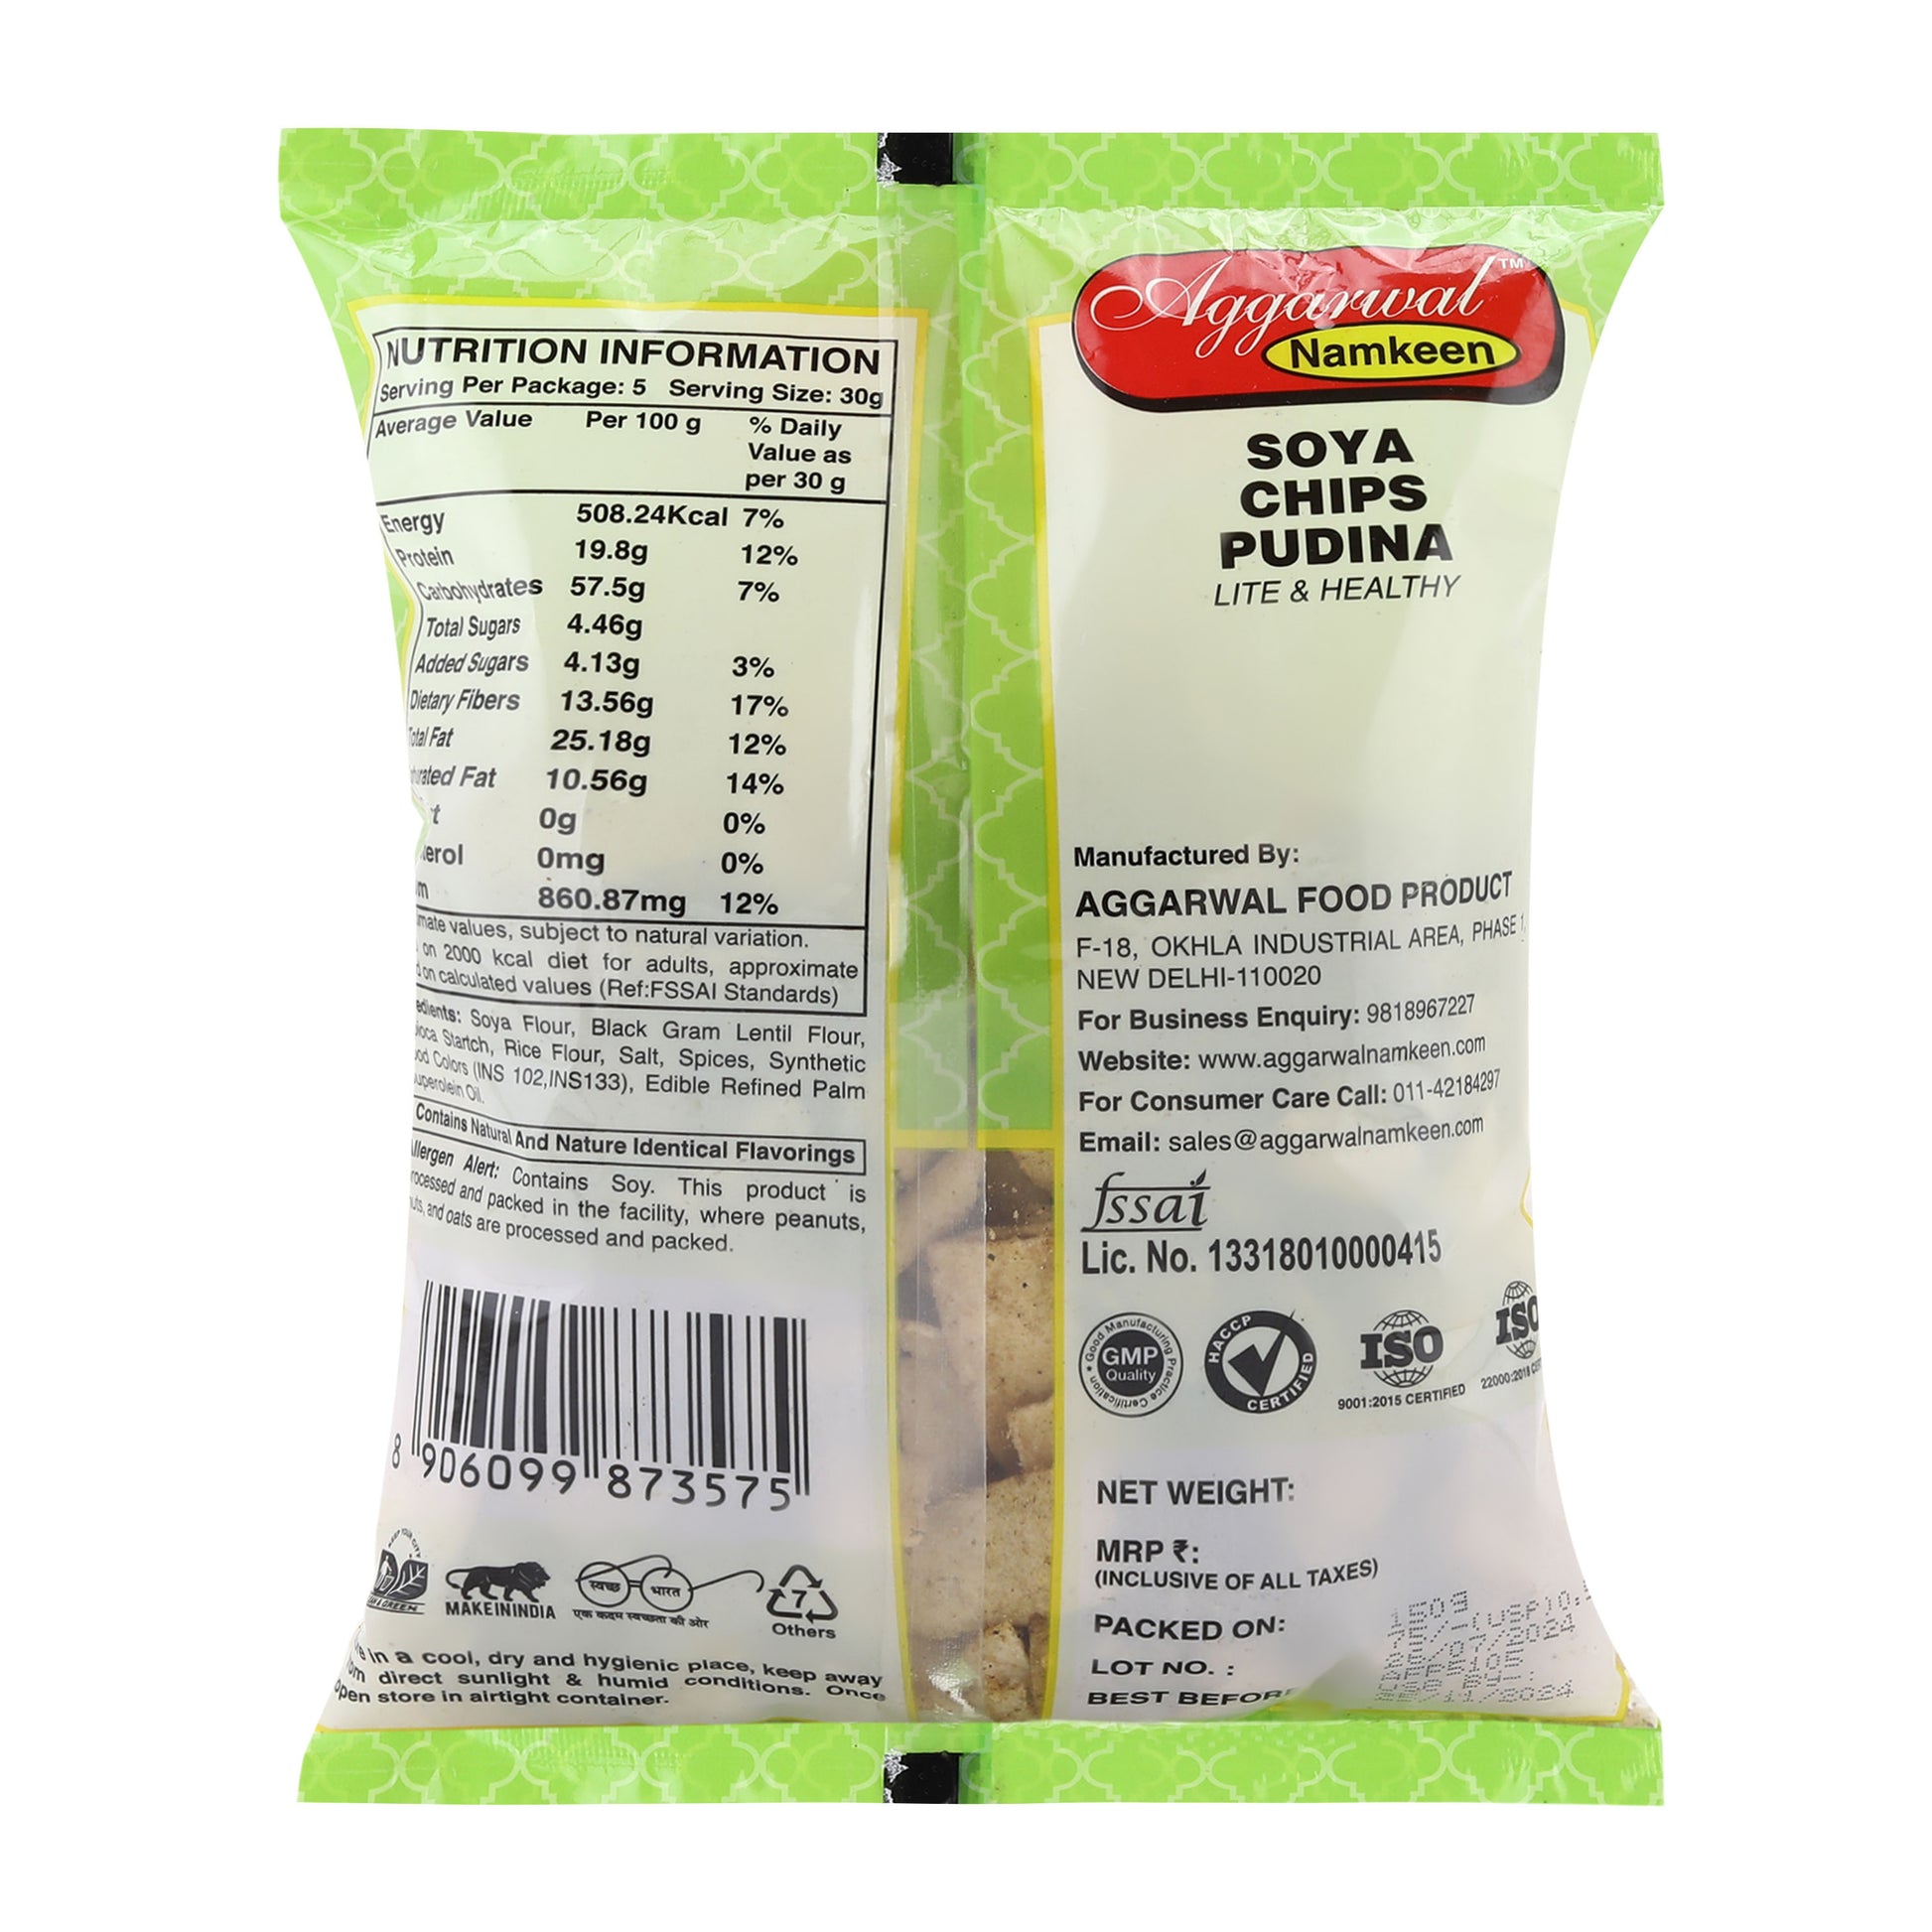 NUTRITION INFORMATION
Serving Per Package: 5 Serving Size: 30g
Average Value Per 100 g % Daily
Value as
per 30 g
Energy 508.24Kcal 7%
Protein 19.8g 12%
Carbohydrates 57.5g 7%
Total Sugars 4.46g
Added Sugars 4.13g 3%
Dietary Fibers 13.56g 17%
Total Fat 25.18g 12%
Fat 10.56g 14%
0g 0%
0mg 0%
860.87mg 12%
values, subject to natural variation.
on 2000 kcal diet for adults, approximate
on calculated values (Ref:FSSAI Standards)
Soya Flour, Black Gram Lentil Flour,
Startch, Rice Flour, Salt, Spices, Synthetic
Colors (INS 102,INS133), Edible Refined Palm
Oil.
Contains Natural And Nature Identical Flavorings
Allergen Alert: Contains Soy. This product is
and packed in the facility, where peanuts,
and oats are processed and packed.
8 906099 873575
MAKEININDIA
स्वच्छ भारत
एक कदम स्वच्छता की ओर
7
Others
in a cool, dry and hygienic place, keep away
direct sunlight & humid conditions. Once
open store in airtight container.
Aggarwal TM
Namkeen
SOYA
CHIPS
PUDINA
LITE & HEALTHY
Manufactured By:
AGGARWAL FOOD PRODUCT
F-18, OKHLA INDUSTRIAL AREA, PHASE 1,
NEW DELHI-110020
For Business Enquiry: 9818967227
Website: www.aggarwalnamkeen.com
For Consumer Care Call: 011-42184297
Email: sales@aggarwalnamkeen.com
fssai
Lic. No. 13318010000415
Good Manufacturing Practice Certification
GMP
Quality
HACCP
CERTIFIED
ISO
9001:2015 CERTIFIED
ISO
22000:2018
NET WEIGHT:
MRP ₹:
(INCLUSIVE OF ALL TAXES)
PACKED ON:
LOT NO. :
BEST
150g
28/07/2024